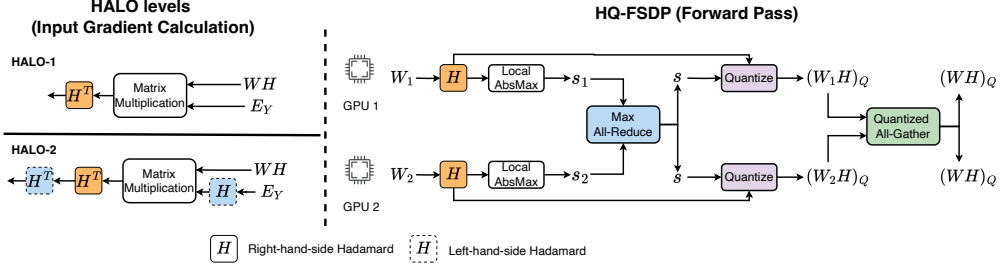 HALO levels
(Input Gradient Calculation)
HALO-1
H^T
Matrix
Multiplication
WH
E_Y
HALO-2
H^T
H^T
Matrix
Multiplication
WH
H
E_Y
HQ-FSDP (Forward Pass)
GPU 1
W_1
H
Local
AbsMax
s_1
s
Quantize
(W_1H)_Q
(WH)_Q
Max
All-Reduce
Quantized
All-Gather
GPU 2
W_2
H
Local
AbsMax
s_2
s
Quantize
(W_2H)_Q
(WH)_Q
H Right-hand-side Hadamard
H Left-hand-side Hadamard